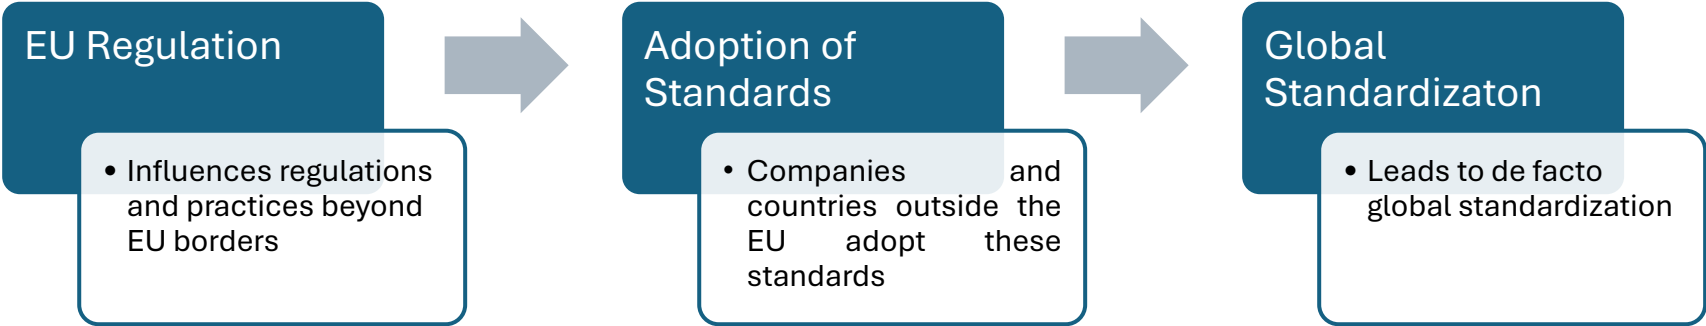 EU Regulation
• Influences regulations
and practices beyond
EU borders
Adoption of
Standards
• Companies and
countries outside the
EU adopt these
standards
Global
Standardizaton
• Leads to de facto
global standardization